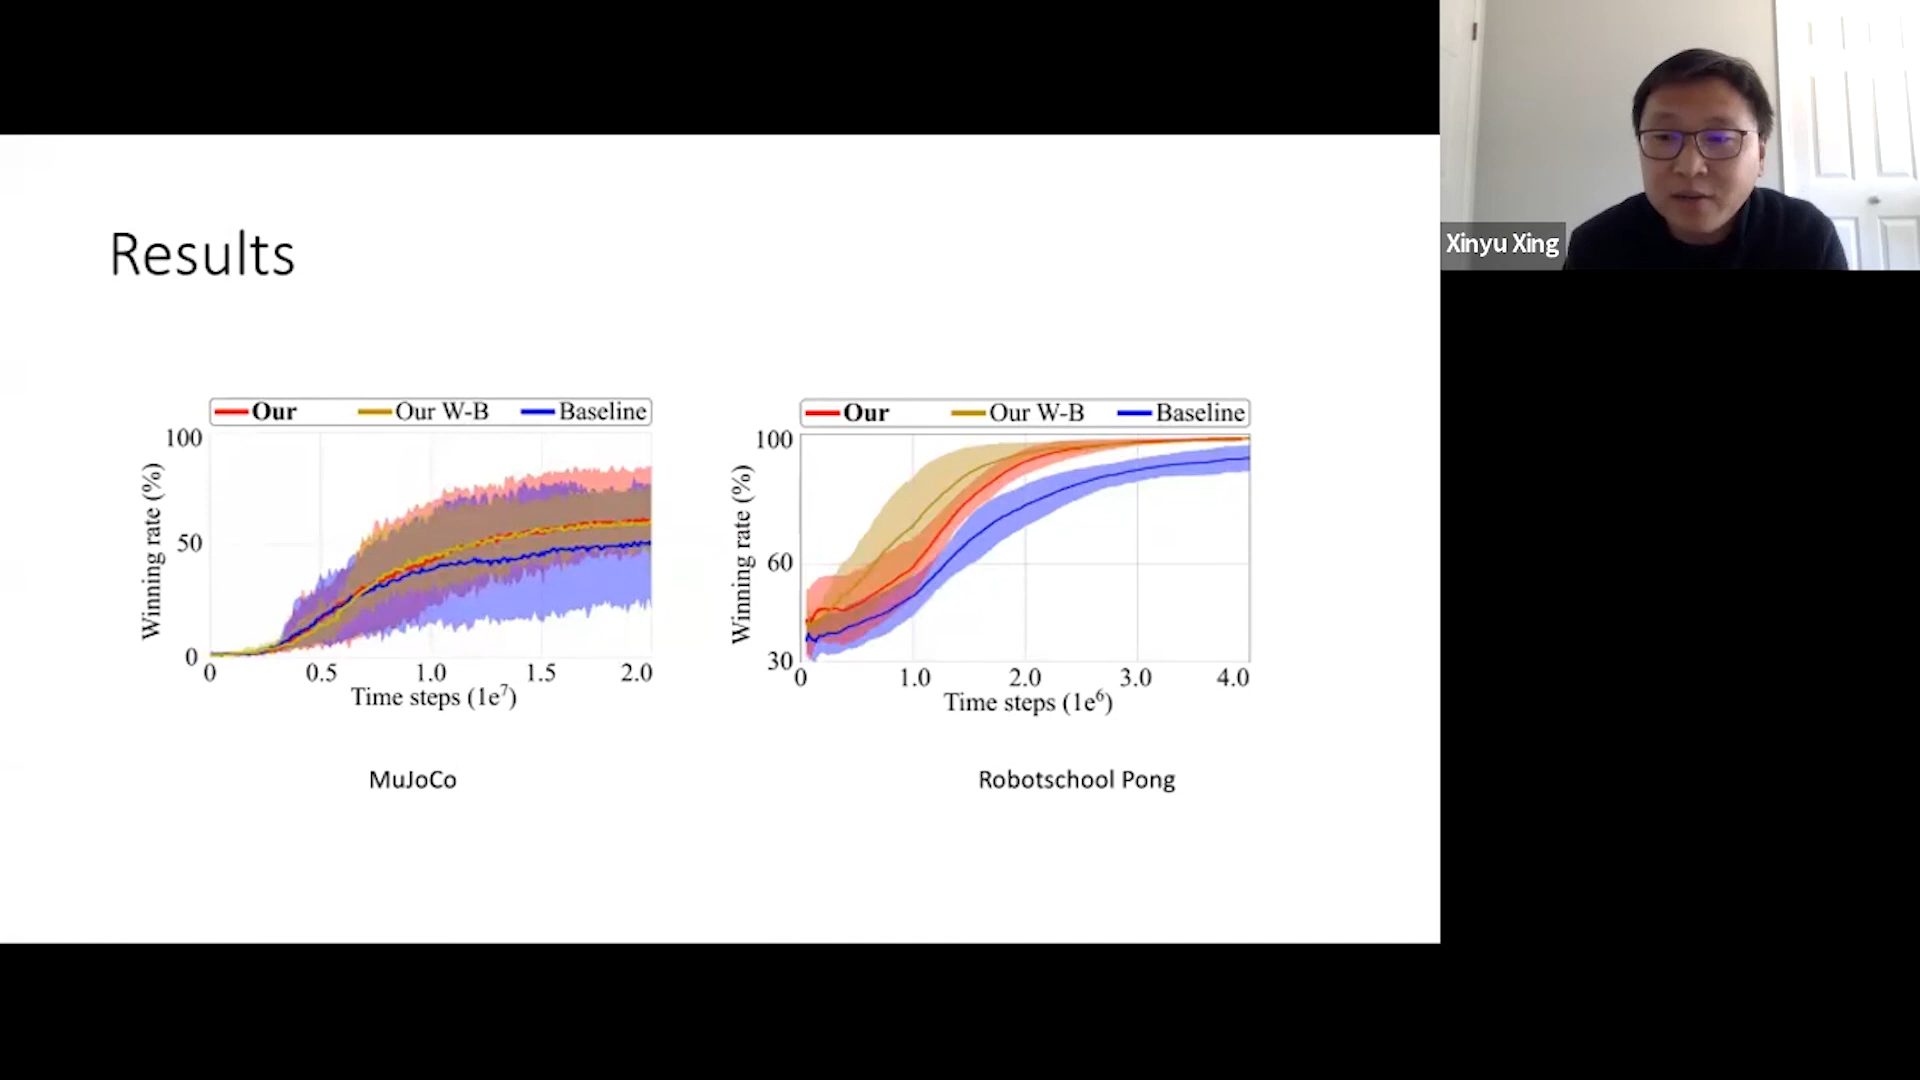 Xinyu Xing
Results
Our Our W-B Baseline
100
50
0
Winning rate (%)
0 0.5 1.0 1.5 2.0
Time steps (1e⁷)
MuJoCo
Our Our W-B Baseline
100
60
30
Winning rate (%)
0 1.0 2.0 3.0 4.0
Time steps (1e⁶)
Robotschool Pong